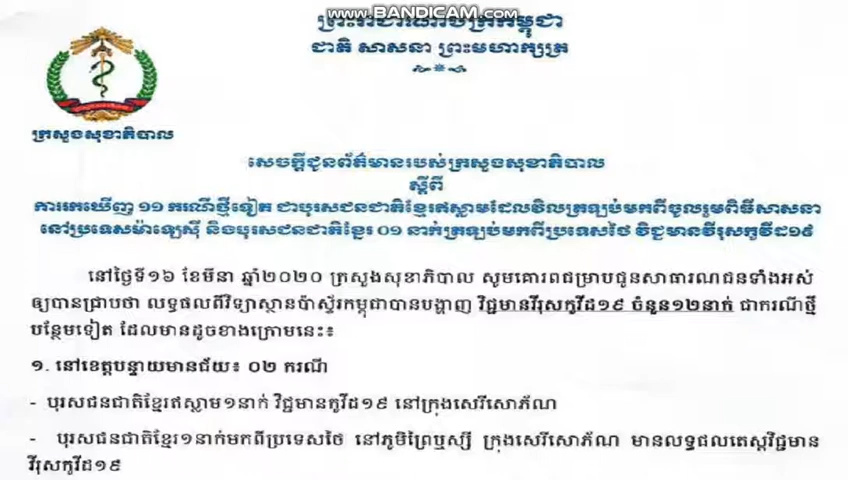 www.BANDICAM.com
ព្រះរាជាណាចក្រកម្ពុជា
ជាតិ សាសនា ព្រះមហាក្សត្រ
ក្រសួងសុខាភិបាល
សេចក្តីជូនព័ត៌មានរបស់ក្រសួងសុខាភិបាល
ស្តីពី
ការរកឃើញ ១១ ករណីថ្មីទៀត ជាបុរសជនជាតិខ្មែរឥស្លាមដែលវិលត្រឡប់មកពីចូលរួមពិធីសាសនា
នៅប្រទេសម៉ាឡេស៊ី និងបុរសជនជាតិខ្មែរ ០១ នាក់ត្រឡប់មកពីប្រទេសថៃ វិជ្ជមានវីរុសកូវីដ១៩
នៅថ្ងៃទី១៦ ខែមីនា ឆ្នាំ២០២០ ក្រសួងសុខាភិបាល សូមគោរពជម្រាបជូនសាធារណជនទាំងអស់
ឲ្យបានជ្រាបថា លទ្ធផលពីវិទ្យាស្ថានប៉ាស្ទ័រកម្ពុជាបានបង្ហាញ វិជ្ជមានវីរុសកូវីដ១៩ ចំនួន១២នាក់ ជាករណីថ្មី
បន្ថែមទៀត ដែលមានដូចខាងក្រោមនេះ៖
១. នៅខេត្តបន្ទាយមានជ័យ៖ ០២ ករណី
- បុរសជនជាតិខ្មែរឥស្លាម១នាក់ វិជ្ជមានកូវីដ១៩ នៅក្រុងសេរីសោភ័ណ
- បុរសជនជាតិខ្មែរ១នាក់មកពីប្រទេសថៃ នៅភូមិព្រៃឫស្សី ក្រុងសេរីសោភ័ណ មានលទ្ធផលតេស្តវិជ្ជមាន
វីរុសកូវីដ១៩